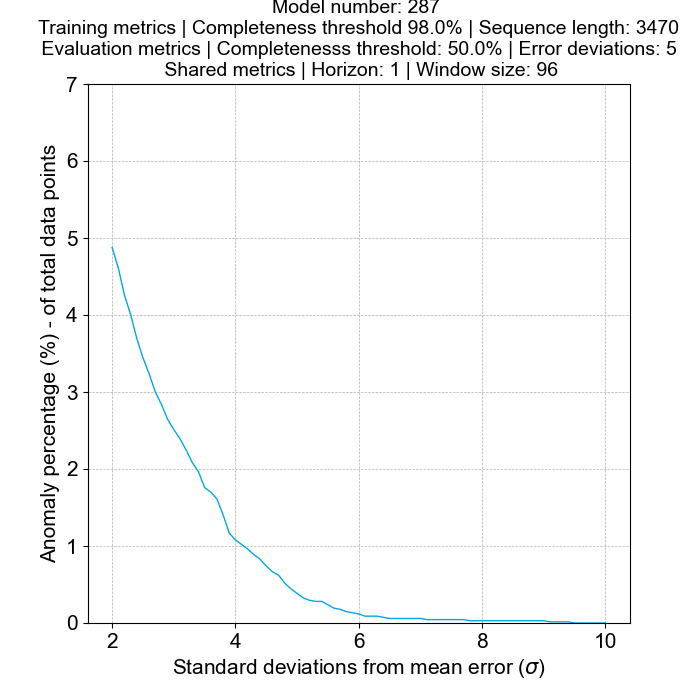 Model number: 287
Training metrics | Completeness threshold 98.0% | Sequence length: 3470
Evaluation metrics | Completenesss threshold: 50.0% | Error deviations: 5
Shared metrics | Horizon: 1 | Window size: 96
7
6
5
4
3
2
1
0
Anomaly percentage (%) - of total data points
2 4 6 8 10
Standard deviations from mean error (σ)